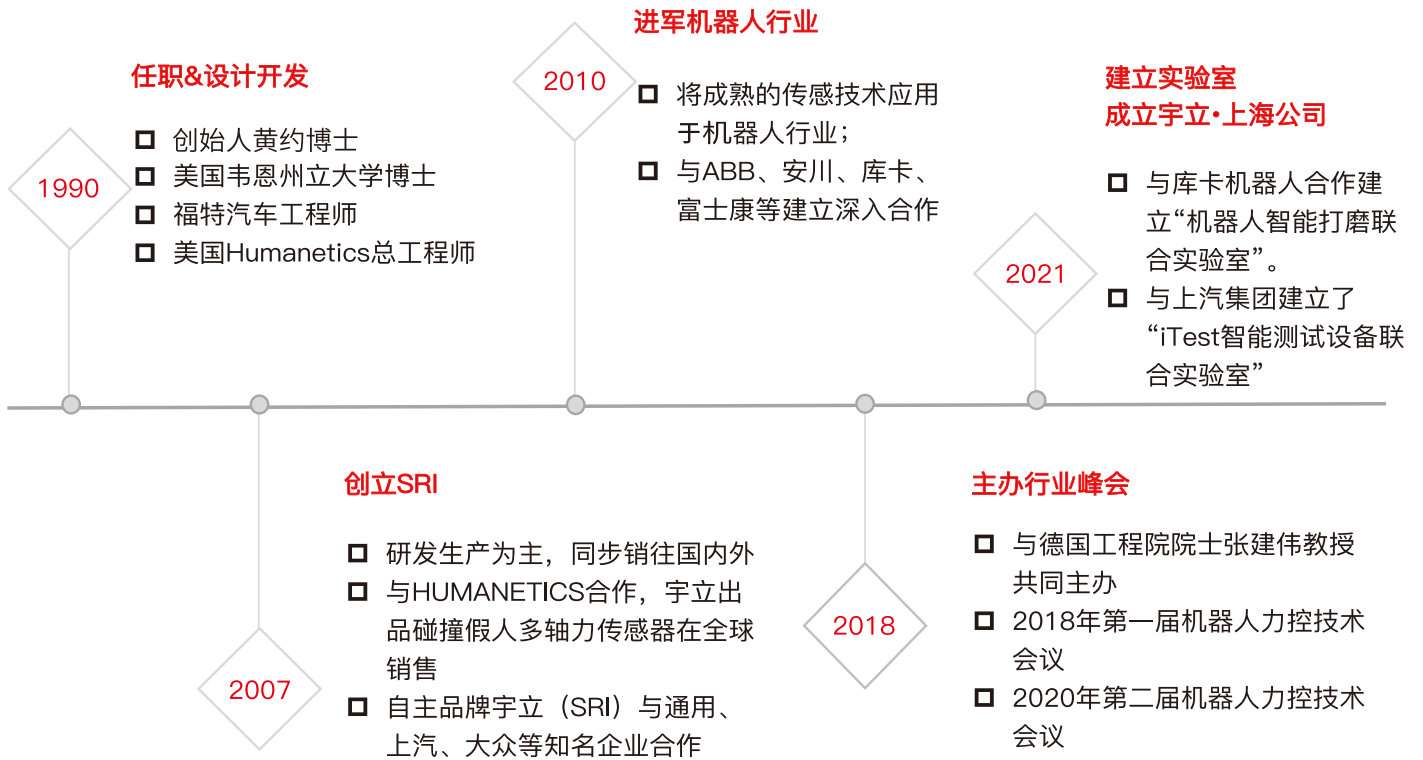 任职&设计开发
1990
创始人黄约博士
美国韦恩州立大学博士
福特汽车工程师
美国Humanetics总工程师
进军机器人行业
2010
将成熟的传感技术应用
于机器人行业；
与ABB、安川、库卡、
富士康等建立深入合作
建立实验室
成立宇立·上海公司
2021
与库卡机器人合作建
立“机器人智能打磨联
合实验室”。
与上汽集团建立了
“iTest智能测试设备联
合实验室”
创立SRI
2007
研发生产为主，同步销往国内外
与HUMANETICS合作，宇立出
品碰撞假人多轴力传感器在全球
销售
自主品牌宇立（SRI）与通用、
上汽、大众等知名企业合作
主办行业峰会
2018
与德国工程院院士张建伟教授
共同主办
2018年第一届机器人力控技术
会议
2020年第二届机器人力控技术
会议